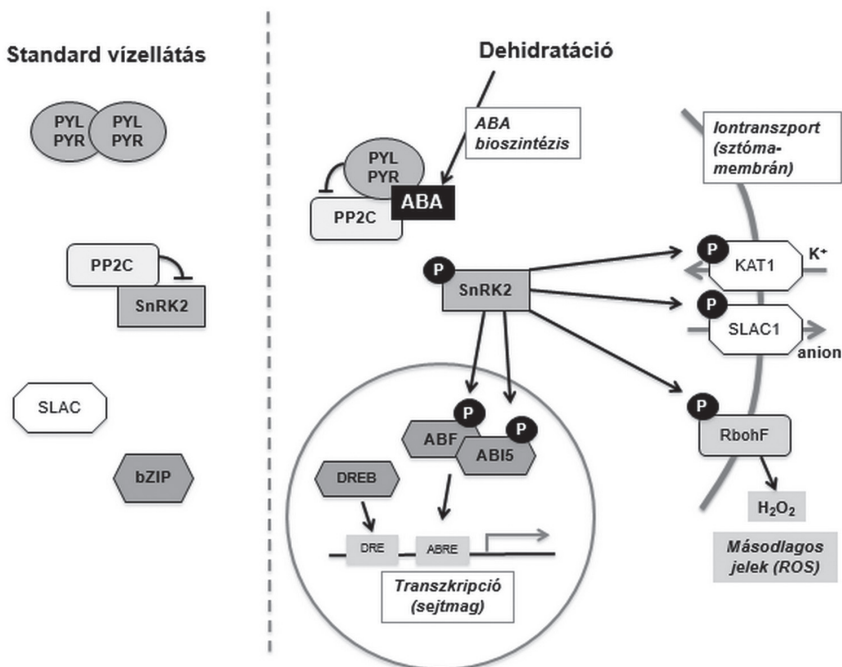 Standard vízellátás
PYL
PYR
PYL
PYR
PP2C
SnRK2
SLAC
bZIP
Dehidratáció
ABA
bioszintézis
PYL
PYR
PP2C
ABA
P
SnRK2
Iontranszport
(sztóma-
membrán)
P
KAT1
K⁺
P
SLAC1
anion
P
RbohF
H₂O₂
Másodlagos
jelek (ROS)
P
ABF
P
ABI5
DREB
DRE
ABRE
Transzkripció
(sejtmag)